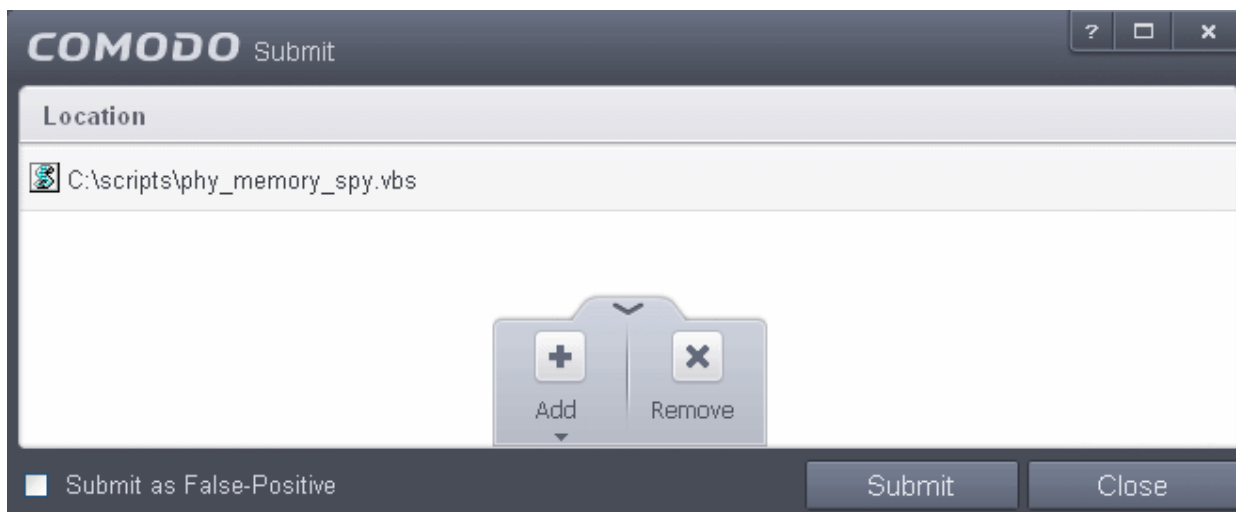 COMODO Submit
?
Location
C:\scripts\phy_memory_spy.vbs
Add Remove
Submit as False-Positive Submit Close